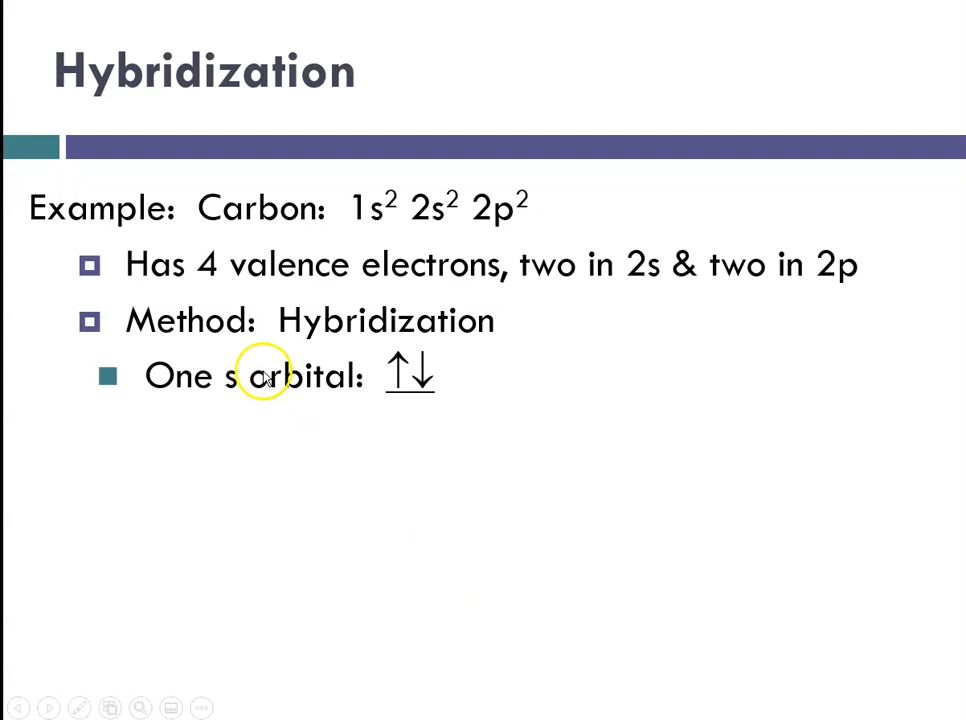 Hybridization
Example: Carbon: 1s² 2s² 2p²
Has 4 valence electrons, two in 2s & two in 2p
Method: Hybridization
One s orbital: ↑↓